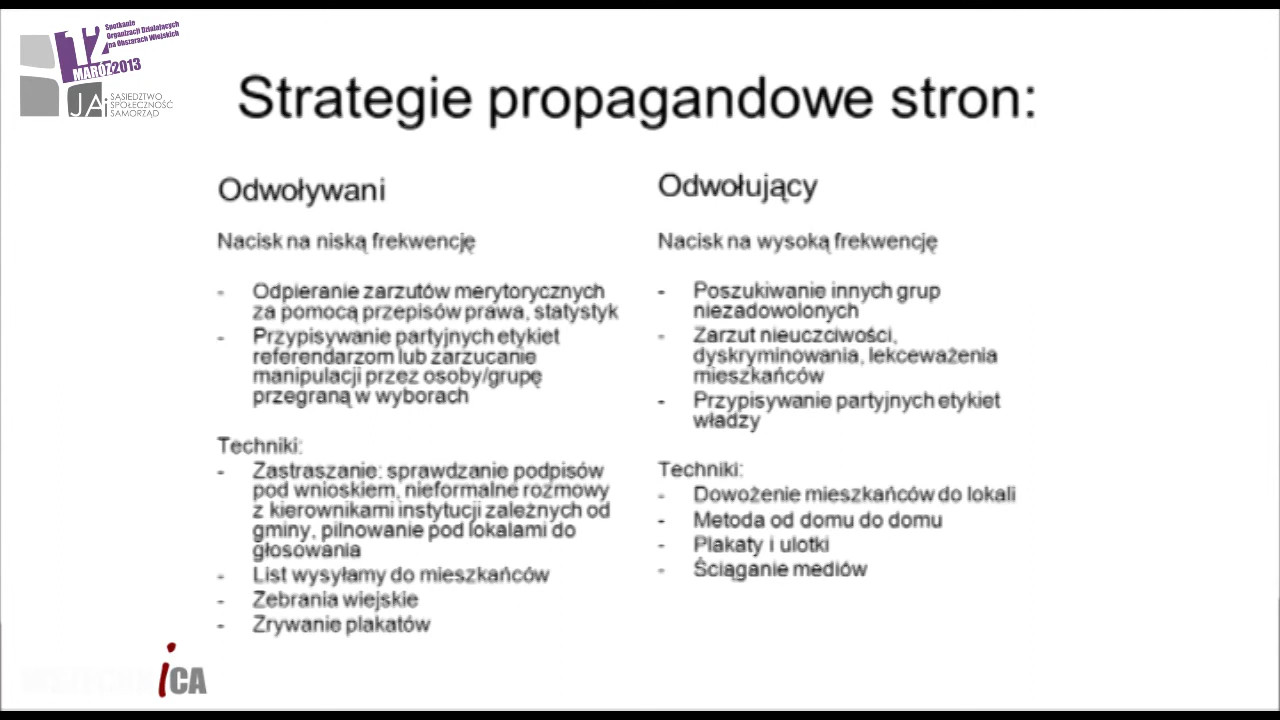 12
Spotkanie
Organizacji Działających
na Obszarach Wiejskich
MARÓZ2013
JA i
SĄSIEDZTWO
SPOŁECZNOŚĆ
SAMORZĄD
Strategie propagandowe stron:
Odwoływani
Nacisk na niską frekwencję
- Odpieranie zarzutów merytorycznych
za pomocą przepisów prawa, statystyk
- Przypisywanie partyjnych etykiet
referendarzom lub zarzucanie
manipulacji przez osoby/grupę
przegraną w wyborach
Techniki:
- Zastraszanie: sprawdzanie podpisów
pod wnioskiem, nieformalne rozmowy
z kierownikami instytucji zależnych od
gminy, pilnowanie pod lokalami do
głosowania
- List wysyłamy do mieszkańców
- Zebrania wiejskie
- Zrywanie plakatów
Odwołujący
Nacisk na wysoką frekwencję
- Poszukiwanie innych grup
niezadowolonych
- Zarzut nieuczciwości,
dyskryminowania, lekceważenia
mieszkańców
- Przypisywanie partyjnych etykiet
władzy
Techniki:
- Dowożenie mieszkańców do lokali
- Metoda od domu do domu
- Plakaty i ulotki
- Ściąganie mediów
iCA